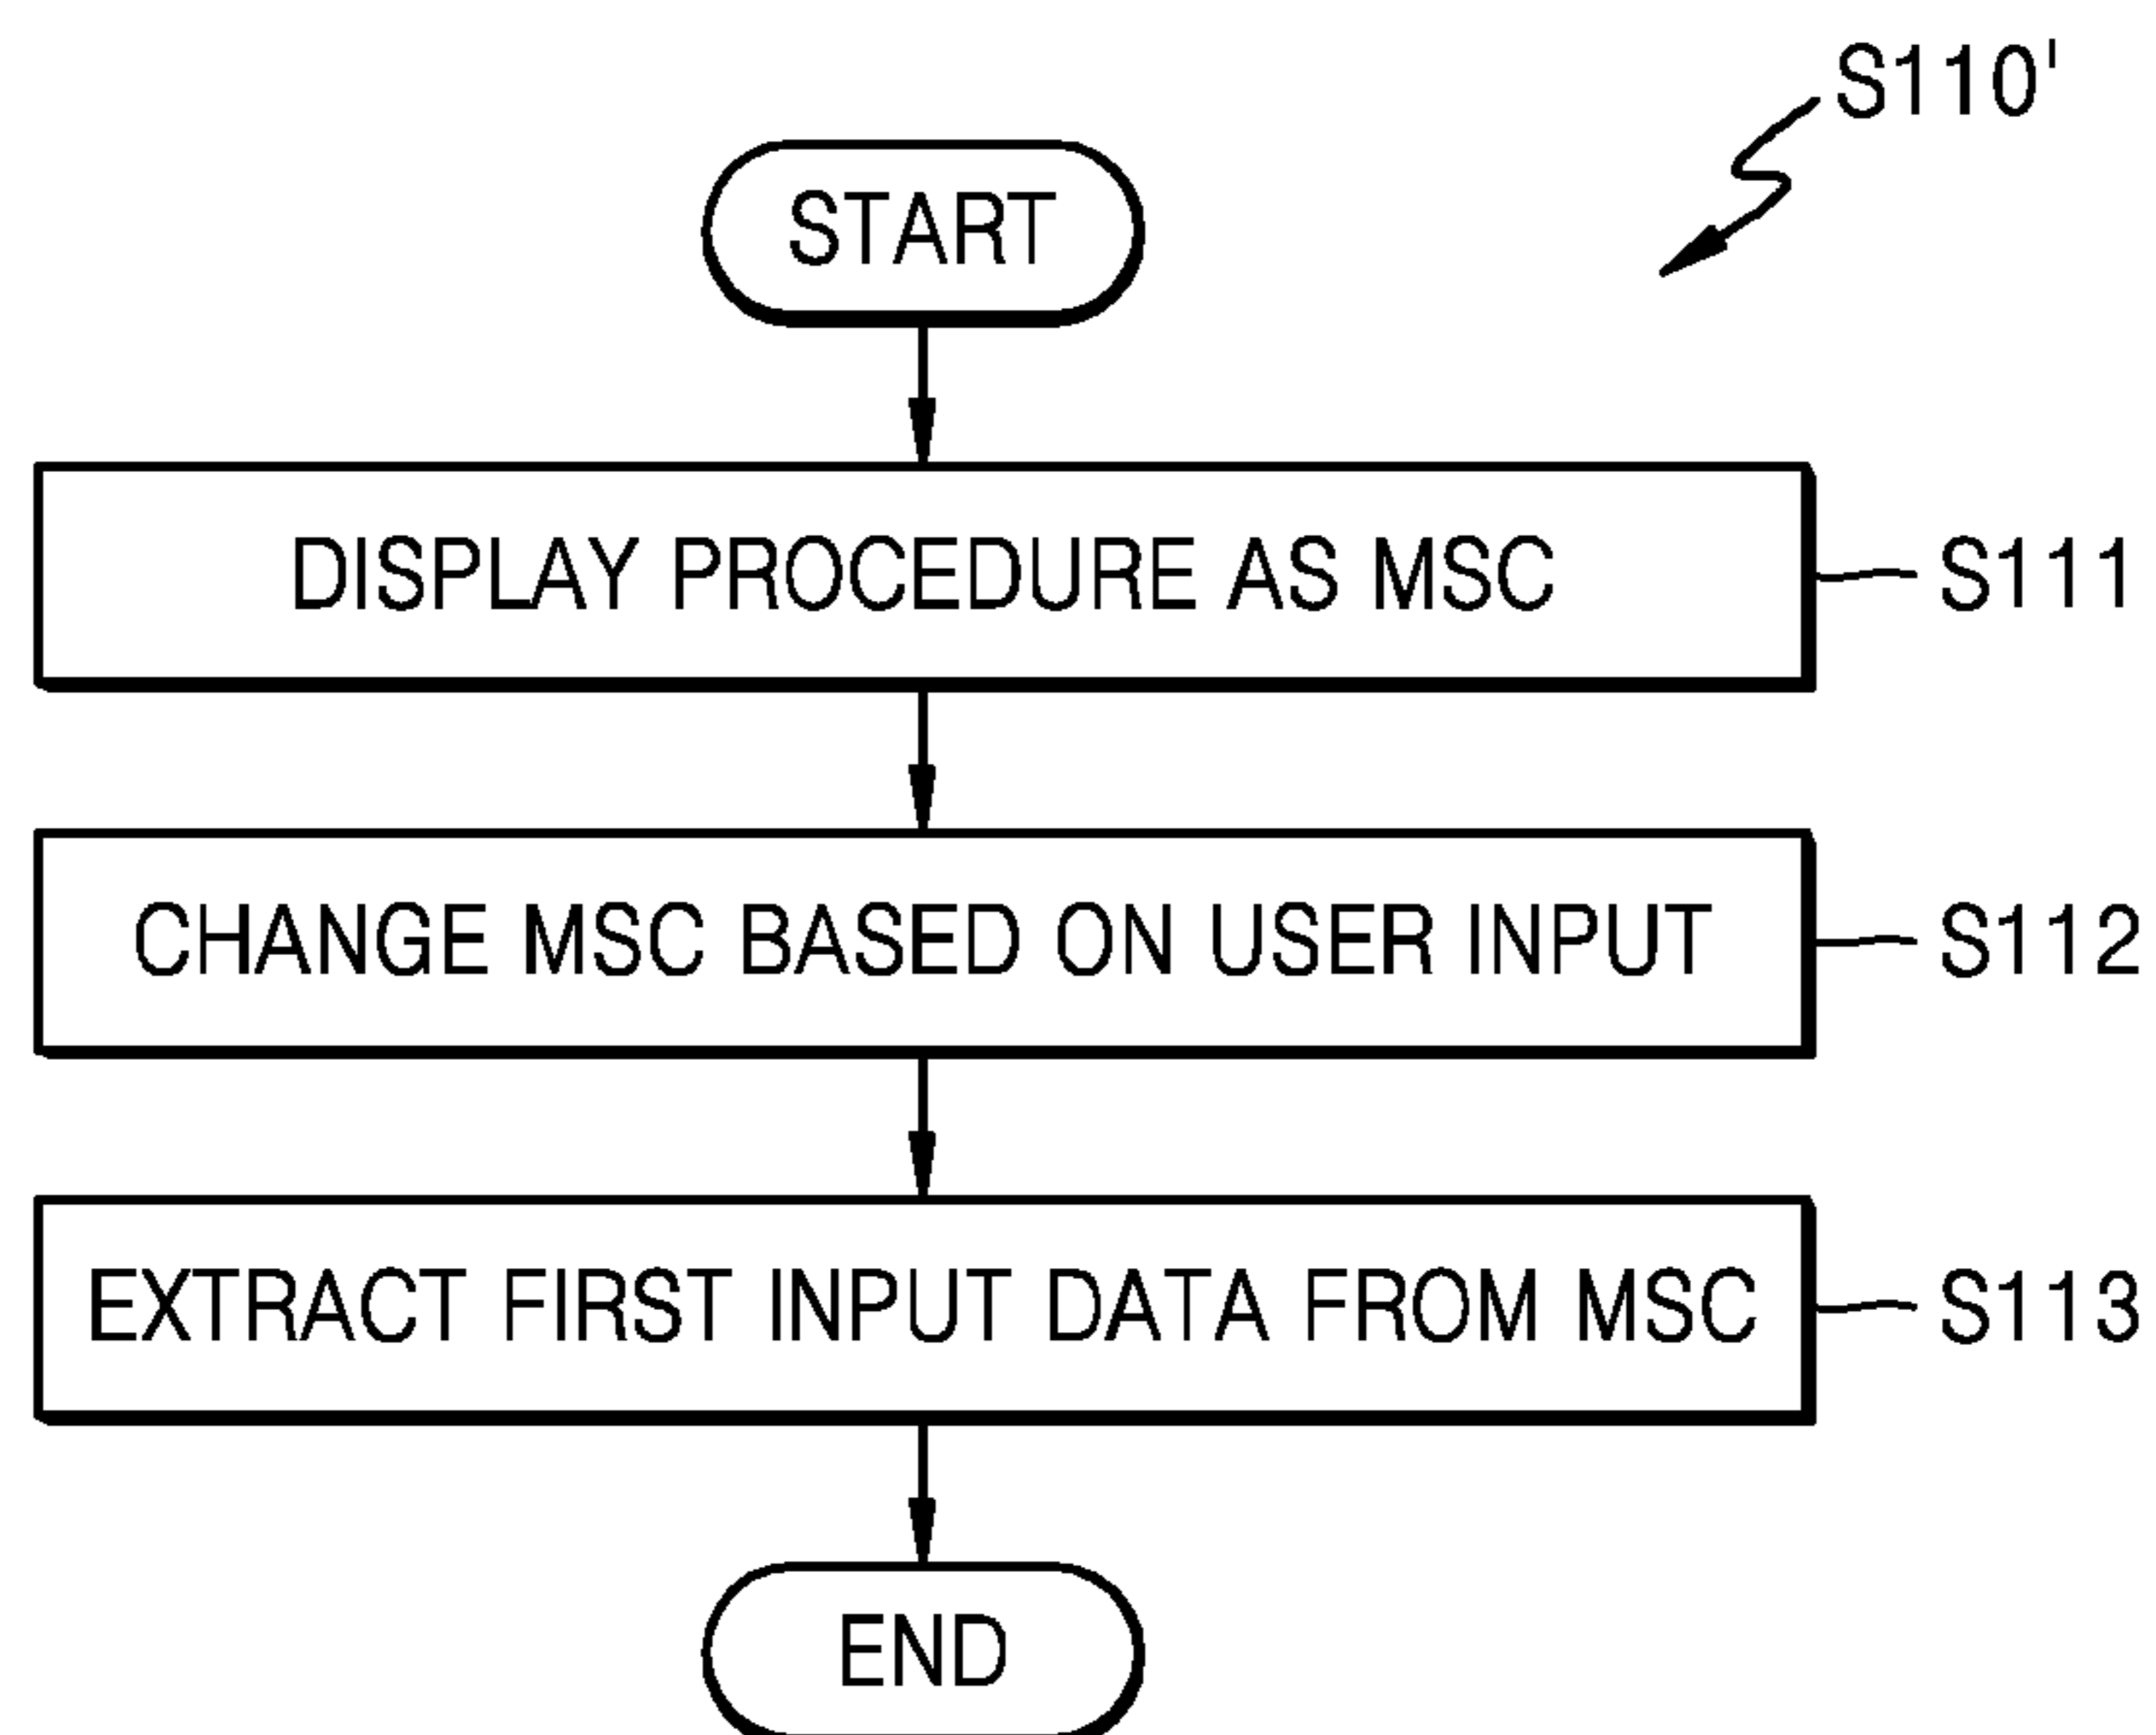 S110'
START
DISPLAY PROCEDURE AS MSC
S111
CHANGE MSC BASED ON USER INPUT
S112
EXTRACT FIRST INPUT DATA FROM MSC
S113
END